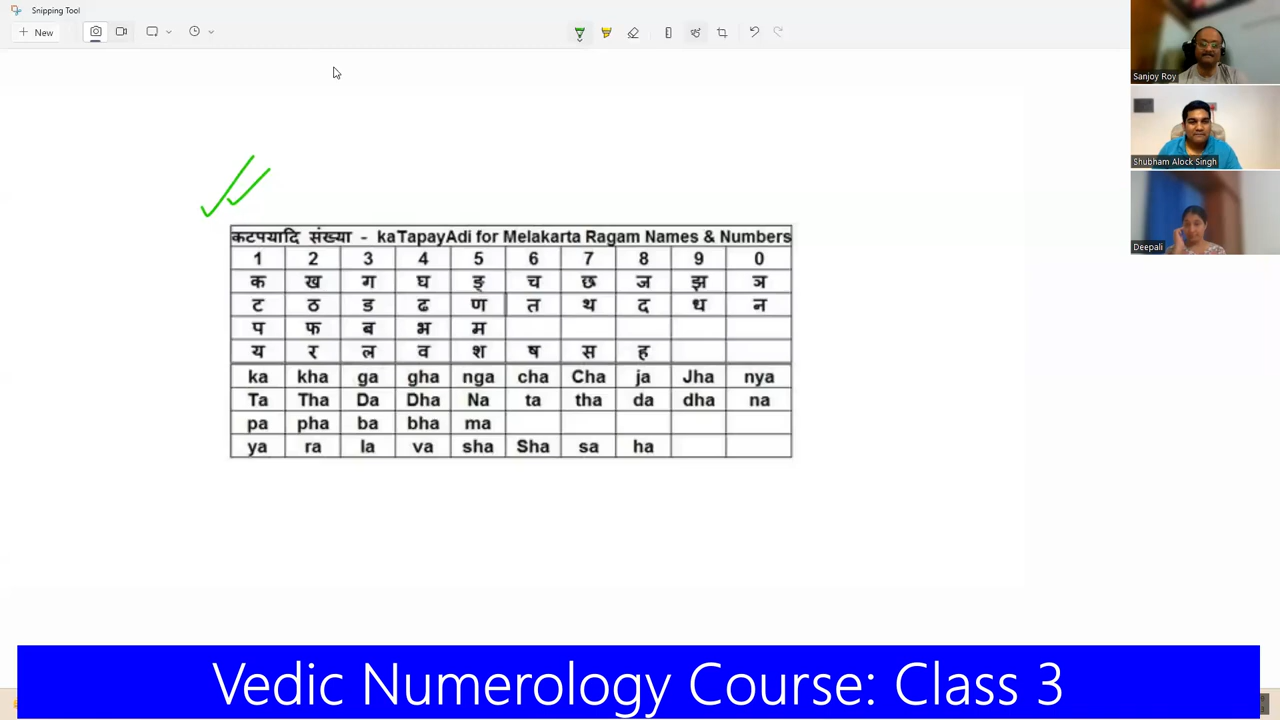 Snipping Tool
New
Sanjoy Roy
Shubham Alock Singh
Deepali
कटपयादि संख्या - kaTapayAdi for Melakarta Ragam Names & Numbers
1 2 3 4 5 6 7 8 9 0
क ख ग घ ङ च छ ज झ ञ
ट ठ ड ढ ण त थ द ध न
प फ ब भ म
य र ल व श ष स ह
ka kha ga gha nga cha Cha ja Jha nya
Ta Tha Da Dha Na ta tha da dha na
pa pha ba bha ma
ya ra la va sha Sha sa ha
Vedic Numerology Course: Class 3